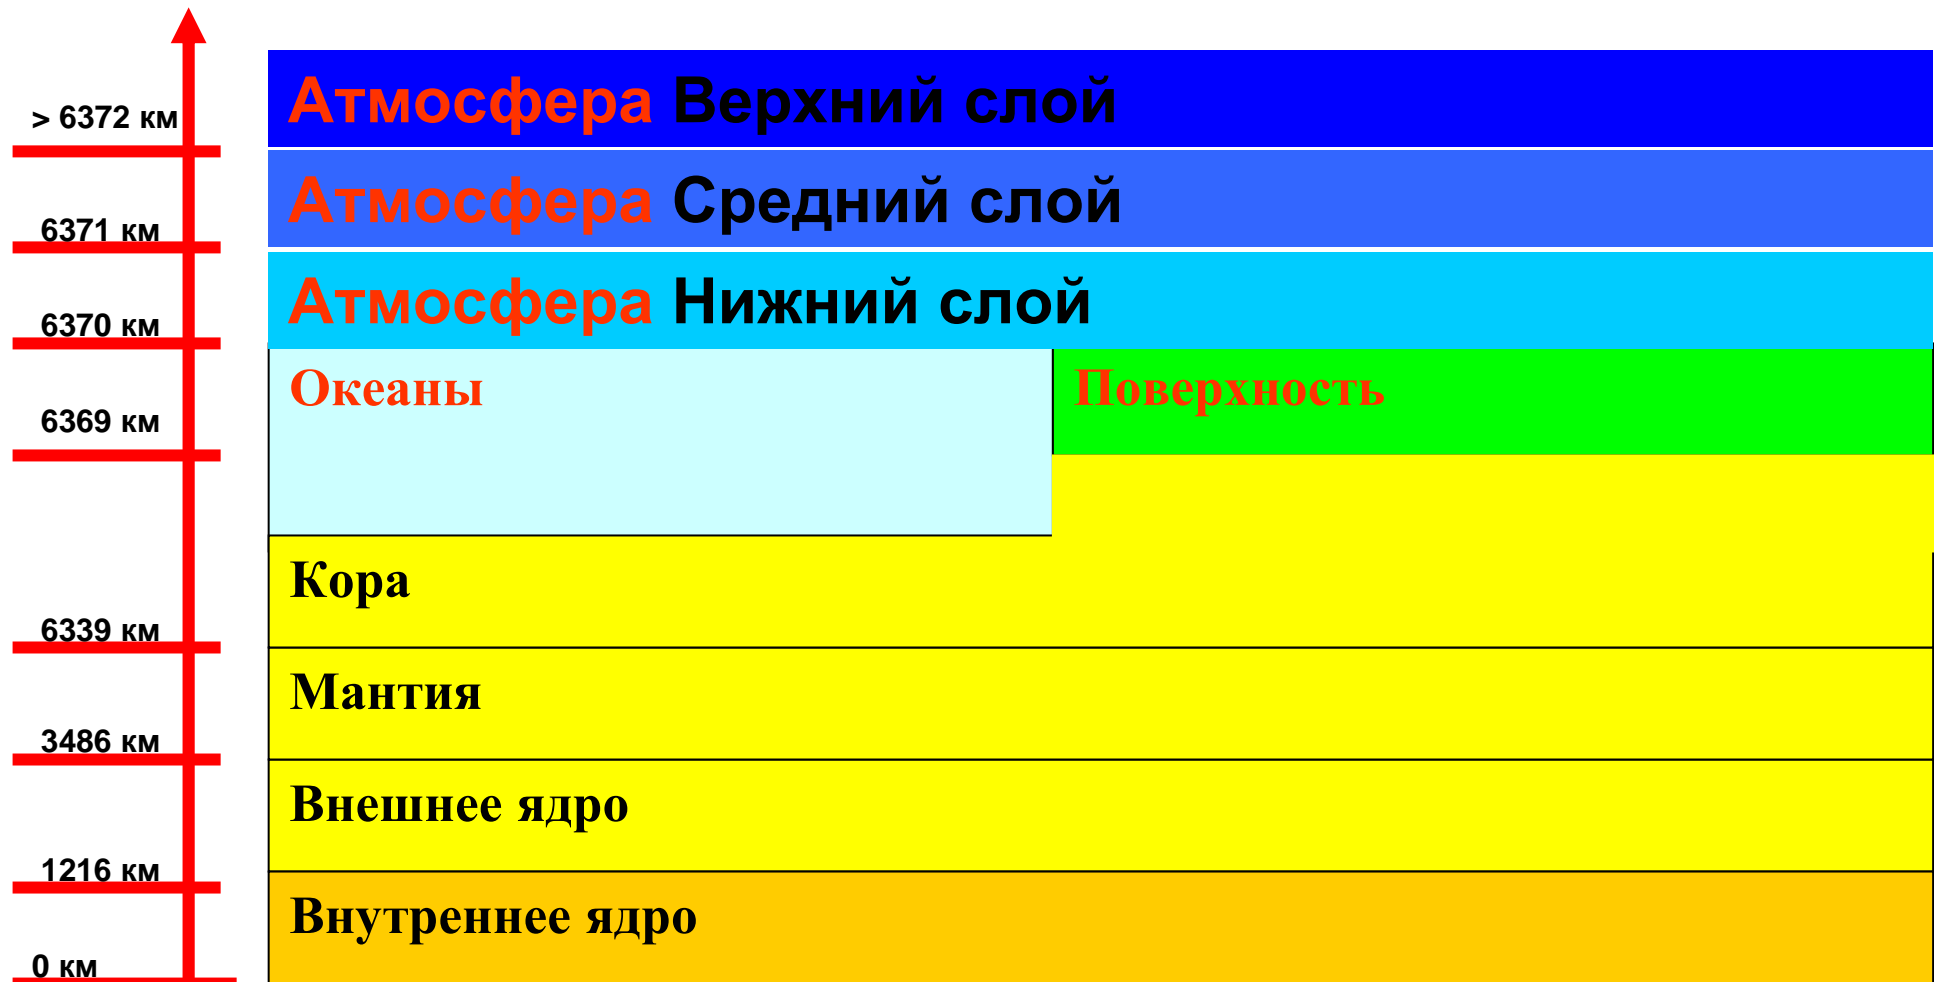 > 6372 км
Атмосфера Верхний слой
Атмосфера Средний слой
6371 км
Атмосфера Нижний слой
6370 км
Океаны
Поверхность
6369 км
Кора
6339 км
Мантия
3486 км
Внешнее ядро
1216 км
Внутреннее ядро
0 км